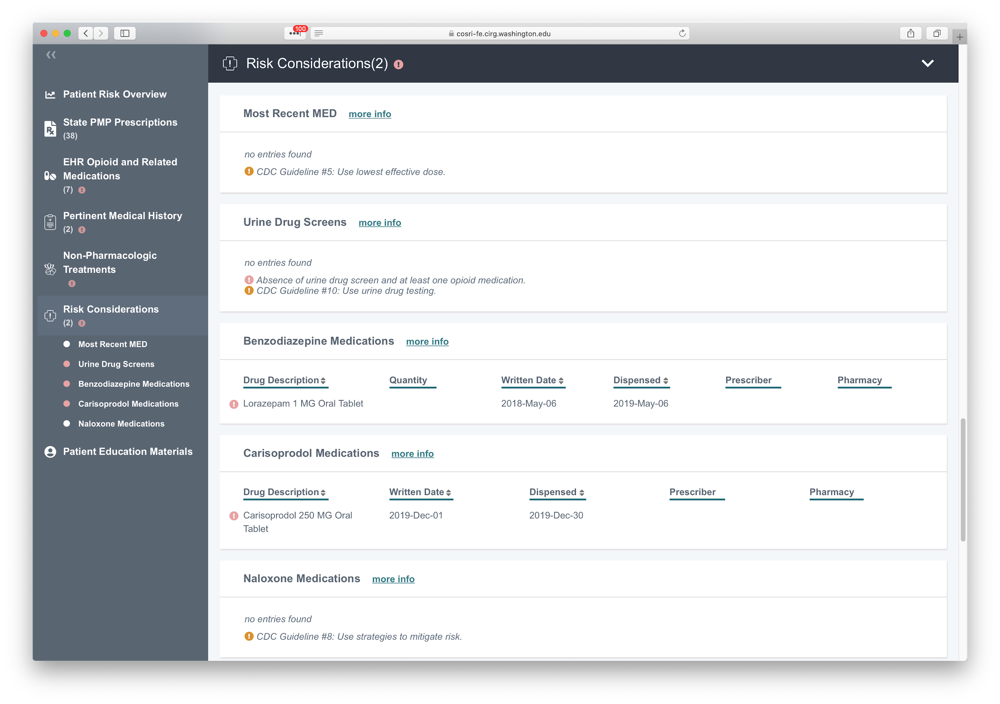 100
cosri-fe.cirg.washington.edu
Patient Risk Overview
State PMP Prescriptions
(38)
EHR Opioid and Related
Medications
(7)
Pertinent Medical History
(2)
Non-Pharmacologic
Treatments
Risk Considerations
(2)
Most Recent MED
Urine Drug Screens
Benzodiazepine Medications
Carisoprodol Medications
Naloxone Medications
Patient Education Materials
Risk Considerations(2)
Most Recent MED more info
no entries found
CDC Guideline #5: Use lowest effective dose.
Urine Drug Screens more info
no entries found
Absence of urine drug screen and at least one opioid medication.
CDC Guideline #10: Use urine drug testing.
Benzodiazepine Medications more info
Drug Description Quantity Written Date Dispensed Prescriber Pharmacy
Lorazepam 1 MG Oral Tablet 2018-May-06 2019-May-06
Carisoprodol Medications more info
Drug Description Written Date Dispensed Prescriber Pharmacy
Carisoprodol 250 MG Oral 2019-Dec-01 2019-Dec-30
Tablet
Naloxone Medications more info
no entries found
CDC Guideline #8: Use strategies to mitigate risk.